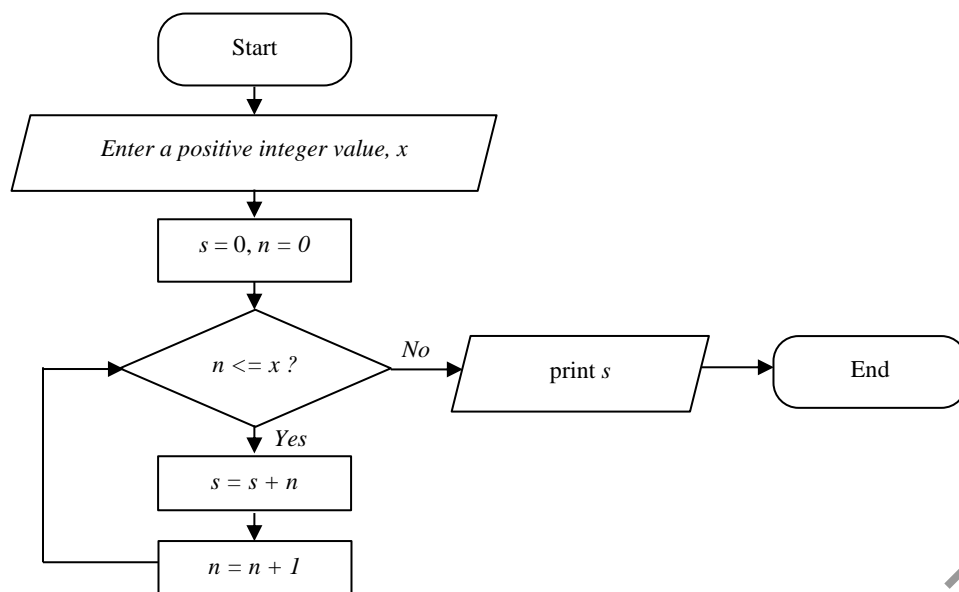 Start
Enter a positive integer value, x
s = 0, n = 0
n <= x ?
No
print s
End
Yes
s = s + n
n = n + 1